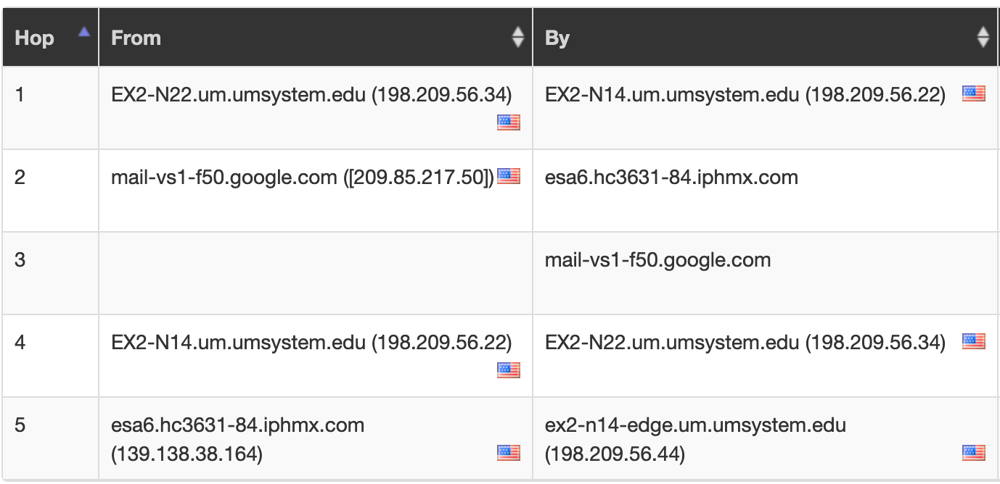 Hop From By
1 EX2-N22.um.umsystem.edu (198.209.56.34) EX2-N14.um.umsystem.edu (198.209.56.22)
2 mail-vs1-f50.google.com ([209.85.217.50]) esa6.hc3631-84.iphmx.com
3 mail-vs1-f50.google.com
4 EX2-N14.um.umsystem.edu (198.209.56.22) EX2-N22.um.umsystem.edu (198.209.56.34)
5 esa6.hc3631-84.iphmx.com ex2-n14-edge.um.umsystem.edu
(139.138.38.164) (198.209.56.44)